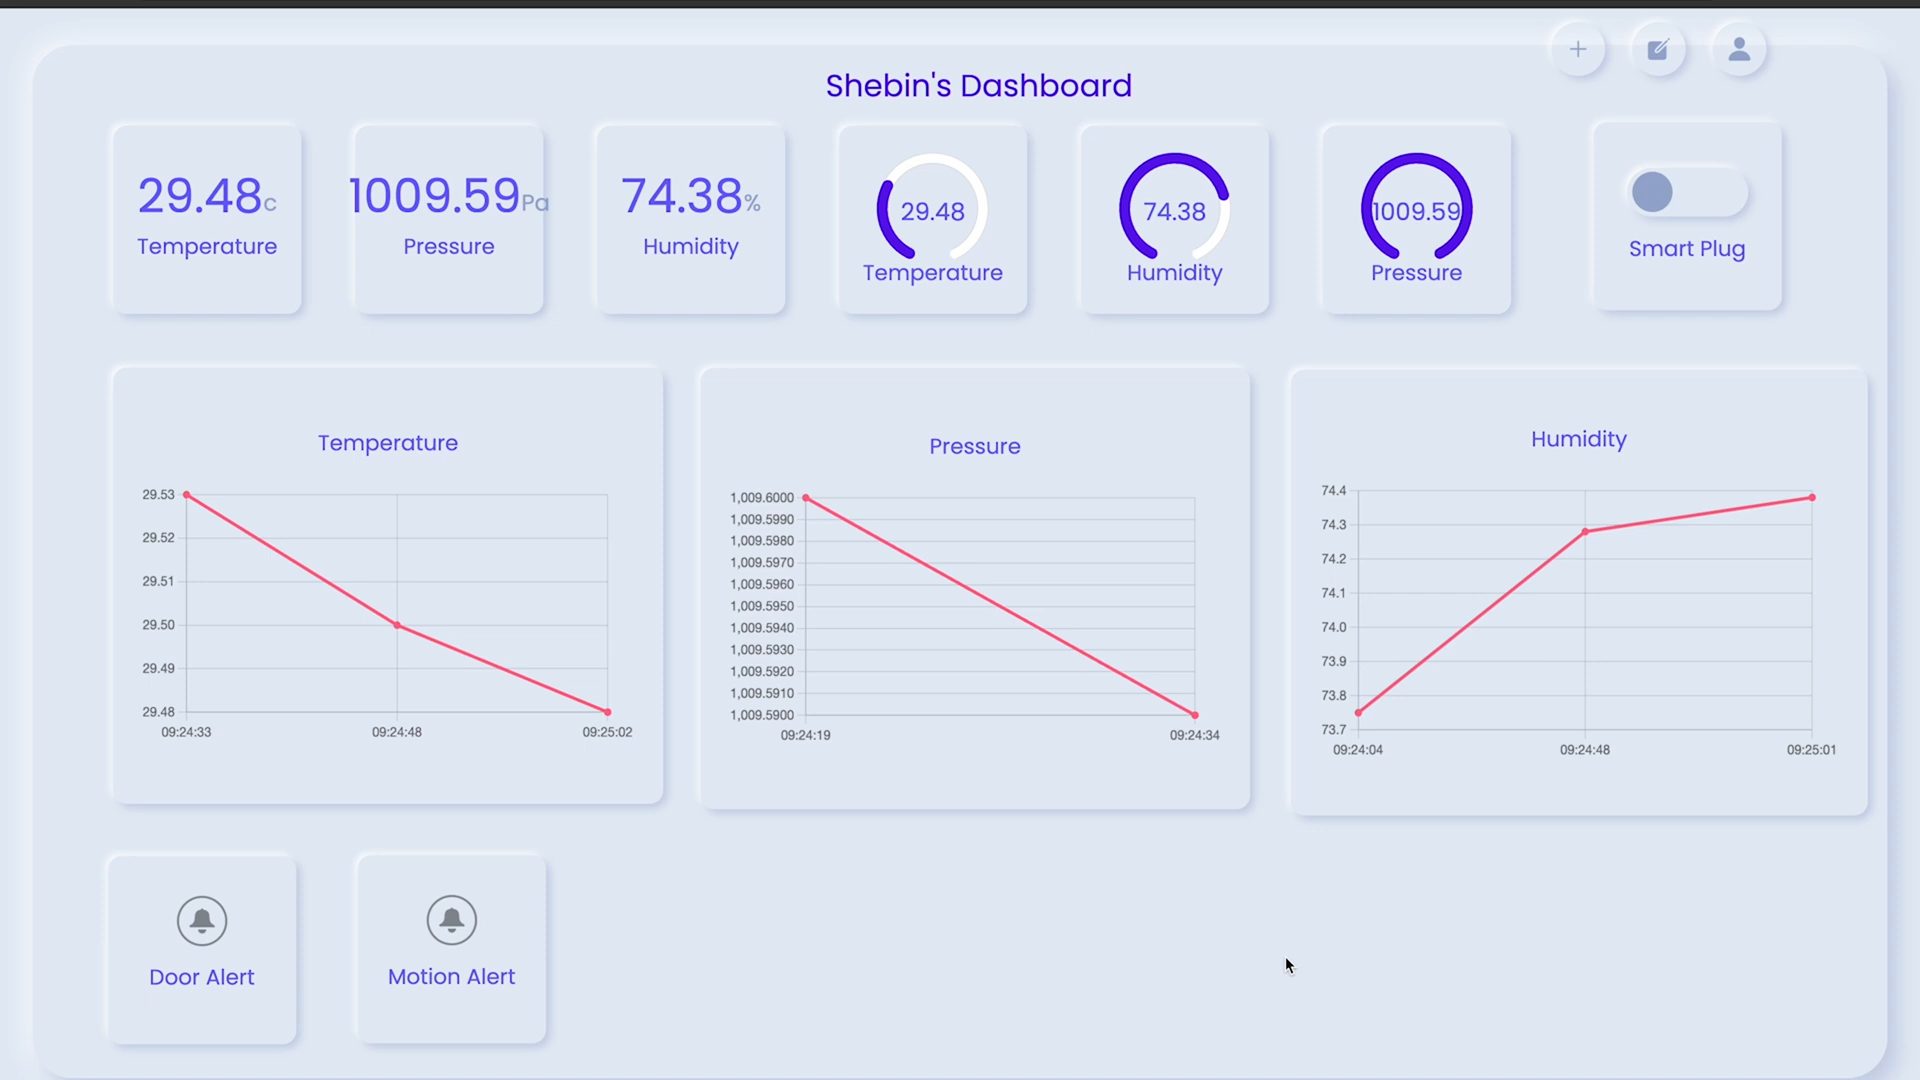 Shebin's Dashboard
29.48c
Temperature
1009.59Pa
Pressure
74.38%
Humidity
29.48
Temperature
74.38
Humidity
1009.59
Pressure
Smart Plug
Temperature
29.53
29.52
29.51
29.50
29.49
29.48
09:24:33 09:24:48 09:25:02
Pressure
1,009.6000
1,009.5990
1,009.5980
1,009.5970
1,009.5960
1,009.5950
1,009.5940
1,009.5930
1,009.5920
1,009.5910
1,009.5900
09:24:19 09:24:34
Humidity
74.4
74.3
74.2
74.1
74.0
73.9
73.8
73.7
09:24:04 09:24:48 09:25:01
Door Alert
Motion Alert